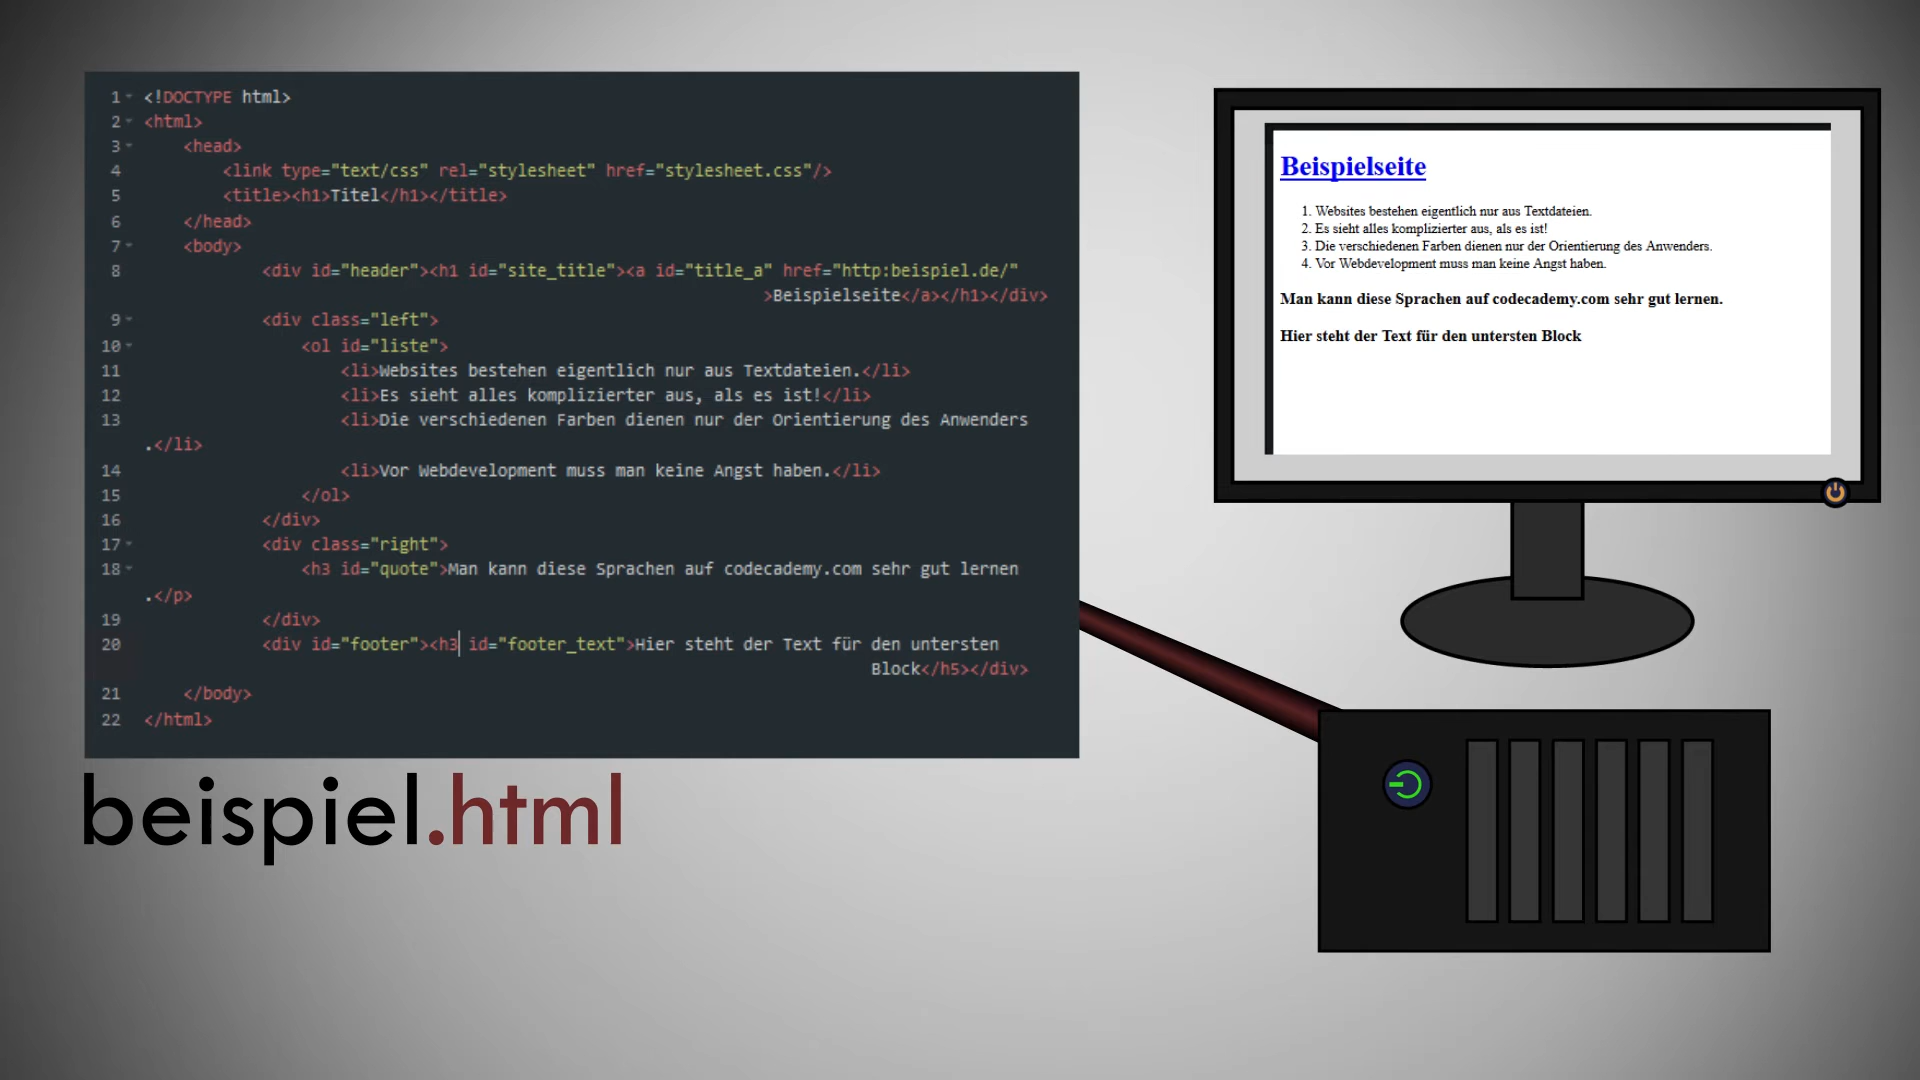 1 <!DOCTYPE html>
2 <html>
3 <head>
4 <link type="text/css" rel="stylesheet" href="stylesheet.css"/>
5 <title><h1>Titel</h1></title>
6 </head>
7 <body>
8 <div id="header"><h1 id="site_title"><a id="title_a" href="http:beispiel.de/"
>Beispielseite</a></h1></div>
9 <div class="left">
10 <ol id="liste">
11 <li>Websites bestehen eigentlich nur aus Textdateien.</li>
12 <li>Es sieht alles komplizierter aus, als es ist!</li>
13 <li>Die verschiedenen Farben dienen nur der Orientierung des Anwenders
.</li>
14 <li>Vor Webdevelopment muss man keine Angst haben.</li>
15 </ol>
16 </div>
17 <div class="right">
18 <h3 id="quote">Man kann diese Sprachen auf codecademy.com sehr gut lernen
.</p>
19 </div>
20 <div id="footer"><h3 id="footer_text">Hier steht der Text für den untersten
Block</h5></div>
21 </body>
22 </html>
beispiel.html
Beispielseite
1. Websites bestehen eigentlich nur aus Textdateien.
2. Es sieht alles komplizierter aus, als es ist!
3. Die verschiedenen Farben dienen nur der Orientierung des Anwenders.
4. Vor Webdevelopment muss man keine Angst haben.
Man kann diese Sprachen auf codecademy.com sehr gut lernen.
Hier steht der Text für den untersten Block